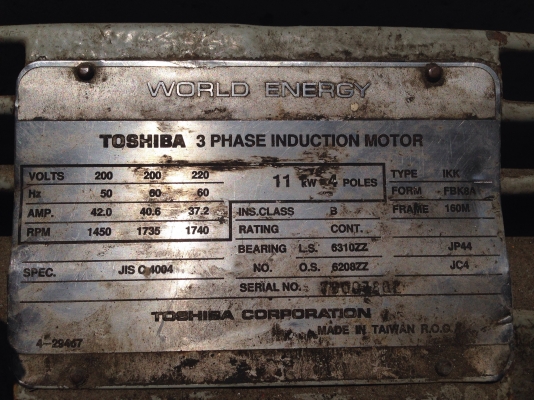 WORLD ENERGY
TOSHIBA 3 PHASE INDUCTION MOTOR
VOLTS 200 200 220 11 KW 4 POLES TYPE IKK
Hz 50 60 60 FORM FBK8A
AMP. 42.0 40.6 37.2 INS.CLASS B FRAME 160M
RPM 1450 1735 1740 RATING CONT.
BEARING L.S. 6310ZZ JP44
SPEC. JIS C 4004 NO. O.S. 6208ZZ JC4
SERIAL NO.
TOSHIBA CORPORATION
MADE IN TAIWAN R.O.C.
4-29467